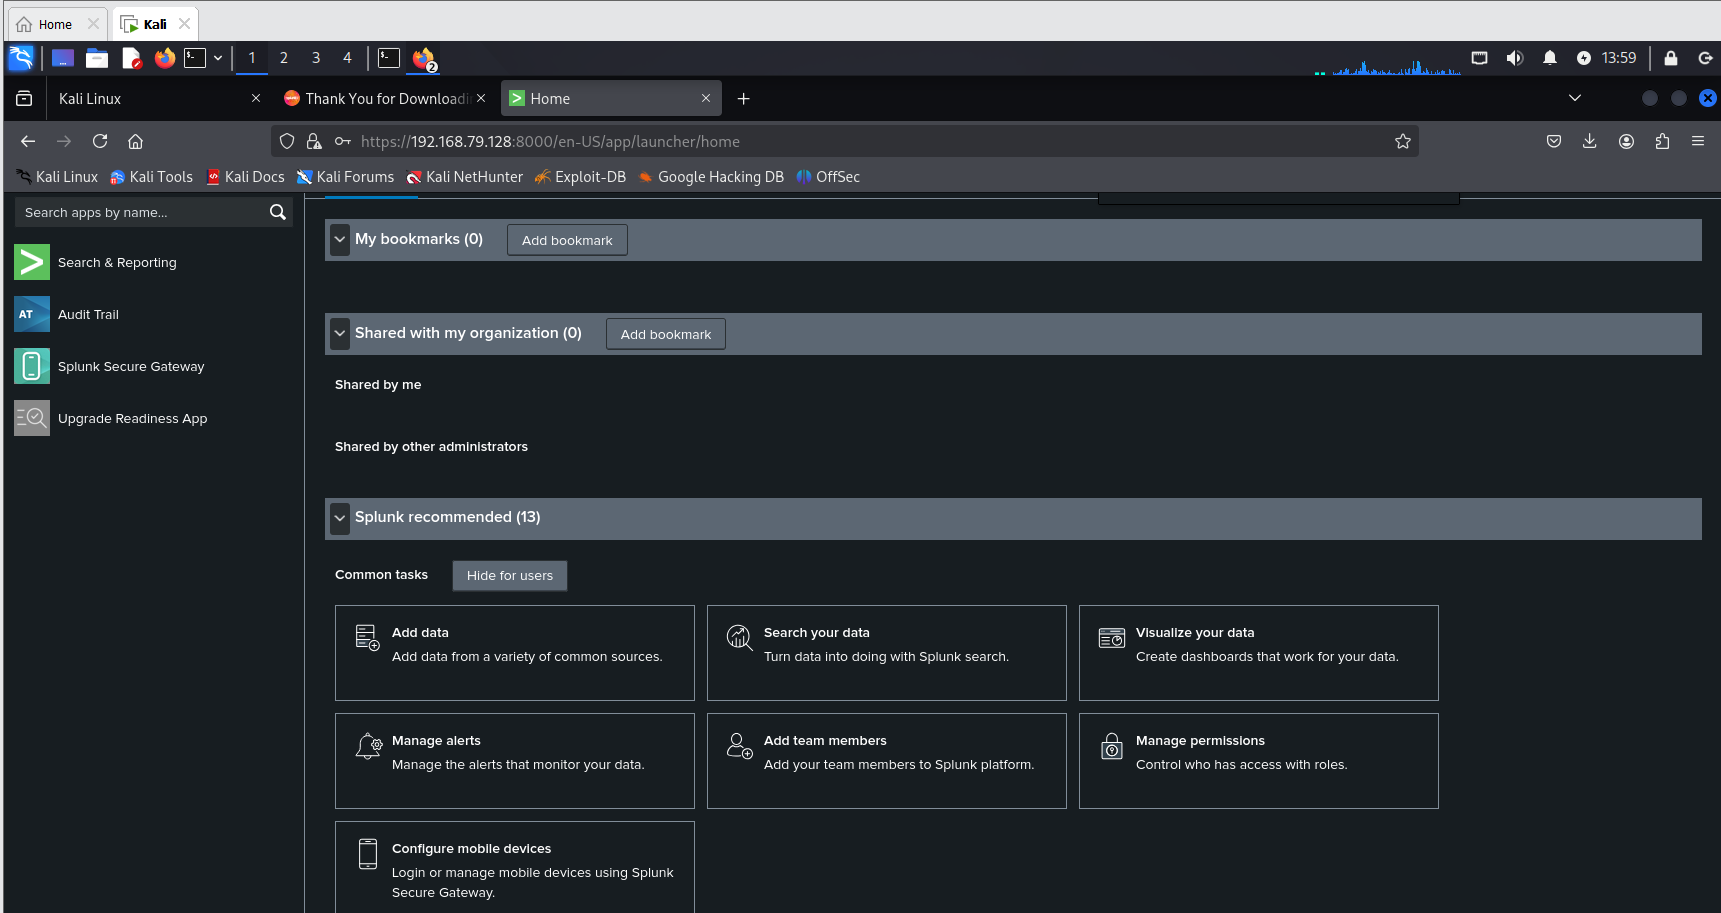 Home
Kali
1 2 3 4
2
13:59
Kali Linux
Thank You for Downloadi
Home
https://192.168.79.128:8000/en-US/app/launcher/home
Kali Linux Kali Tools Kali Docs Kali Forums Kali NetHunter Exploit-DB Google Hacking DB OffSec
Search apps by name...
Search & Reporting
AT Audit Trail
Splunk Secure Gateway
Upgrade Readiness App
My bookmarks (0) Add bookmark
Shared with my organization (0) Add bookmark
Shared by me
Shared by other administrators
Splunk recommended (13)
Common tasks Hide for users
Add data
Add data from a variety of common sources.
Search your data
Turn data into doing with Splunk search.
Visualize your data
Create dashboards that work for your data.
Manage alerts
Manage the alerts that monitor your data.
Add team members
Add your team members to Splunk platform.
Manage permissions
Control who has access with roles.
Configure mobile devices
Login or manage mobile devices using Splunk
Secure Gateway.